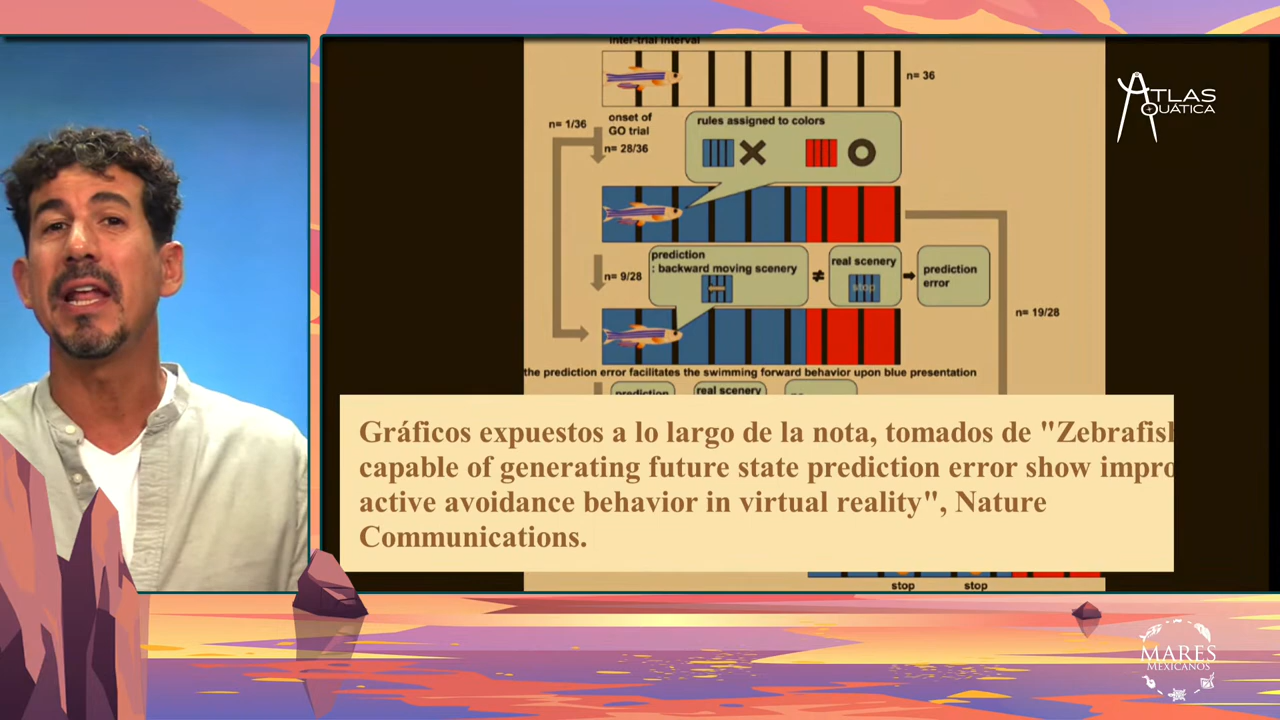 inter-trial interval
n= 36
n= 1/36
onset of
GO trial
n= 28/36
rules assigned to colors
prediction
: backward moving scenery
≠
real scenery
stop
prediction
error
n= 9/28
n= 19/28
the prediction error facilitates the swimming forward behavior upon blue presentation
prediction
real scenery
Gráficos expuestos a lo largo de la nota, tomados de "Zebrafish
capable of generating future state prediction error show impro
active avoidance behavior in virtual reality", Nature
Communications.
stop
stop
ATLAS
AQUÁTICA
MARES
MEXICANOS